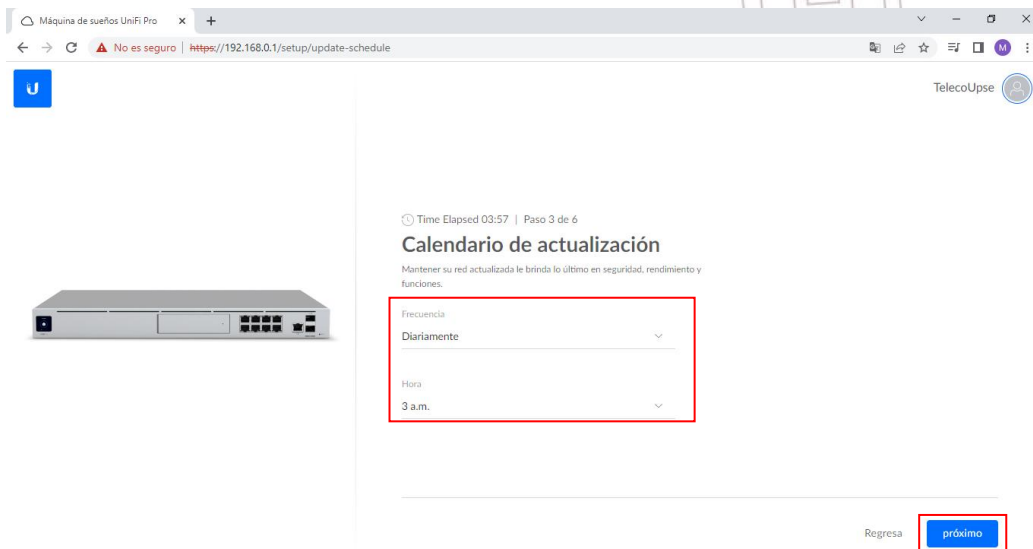 Máquina de sueños UniFi Pro
No es seguro | https://192.168.0.1/setup/update-schedule
M
U
TelecoUpse
Time Elapsed 03:57 | Paso 3 de 6
Calendario de actualización
Mantener su red actualizada le brinda lo último en seguridad, rendimiento y
funciones.
Frecuencia
Diariamente
Hora
3 a.m.
Regresa
próximo